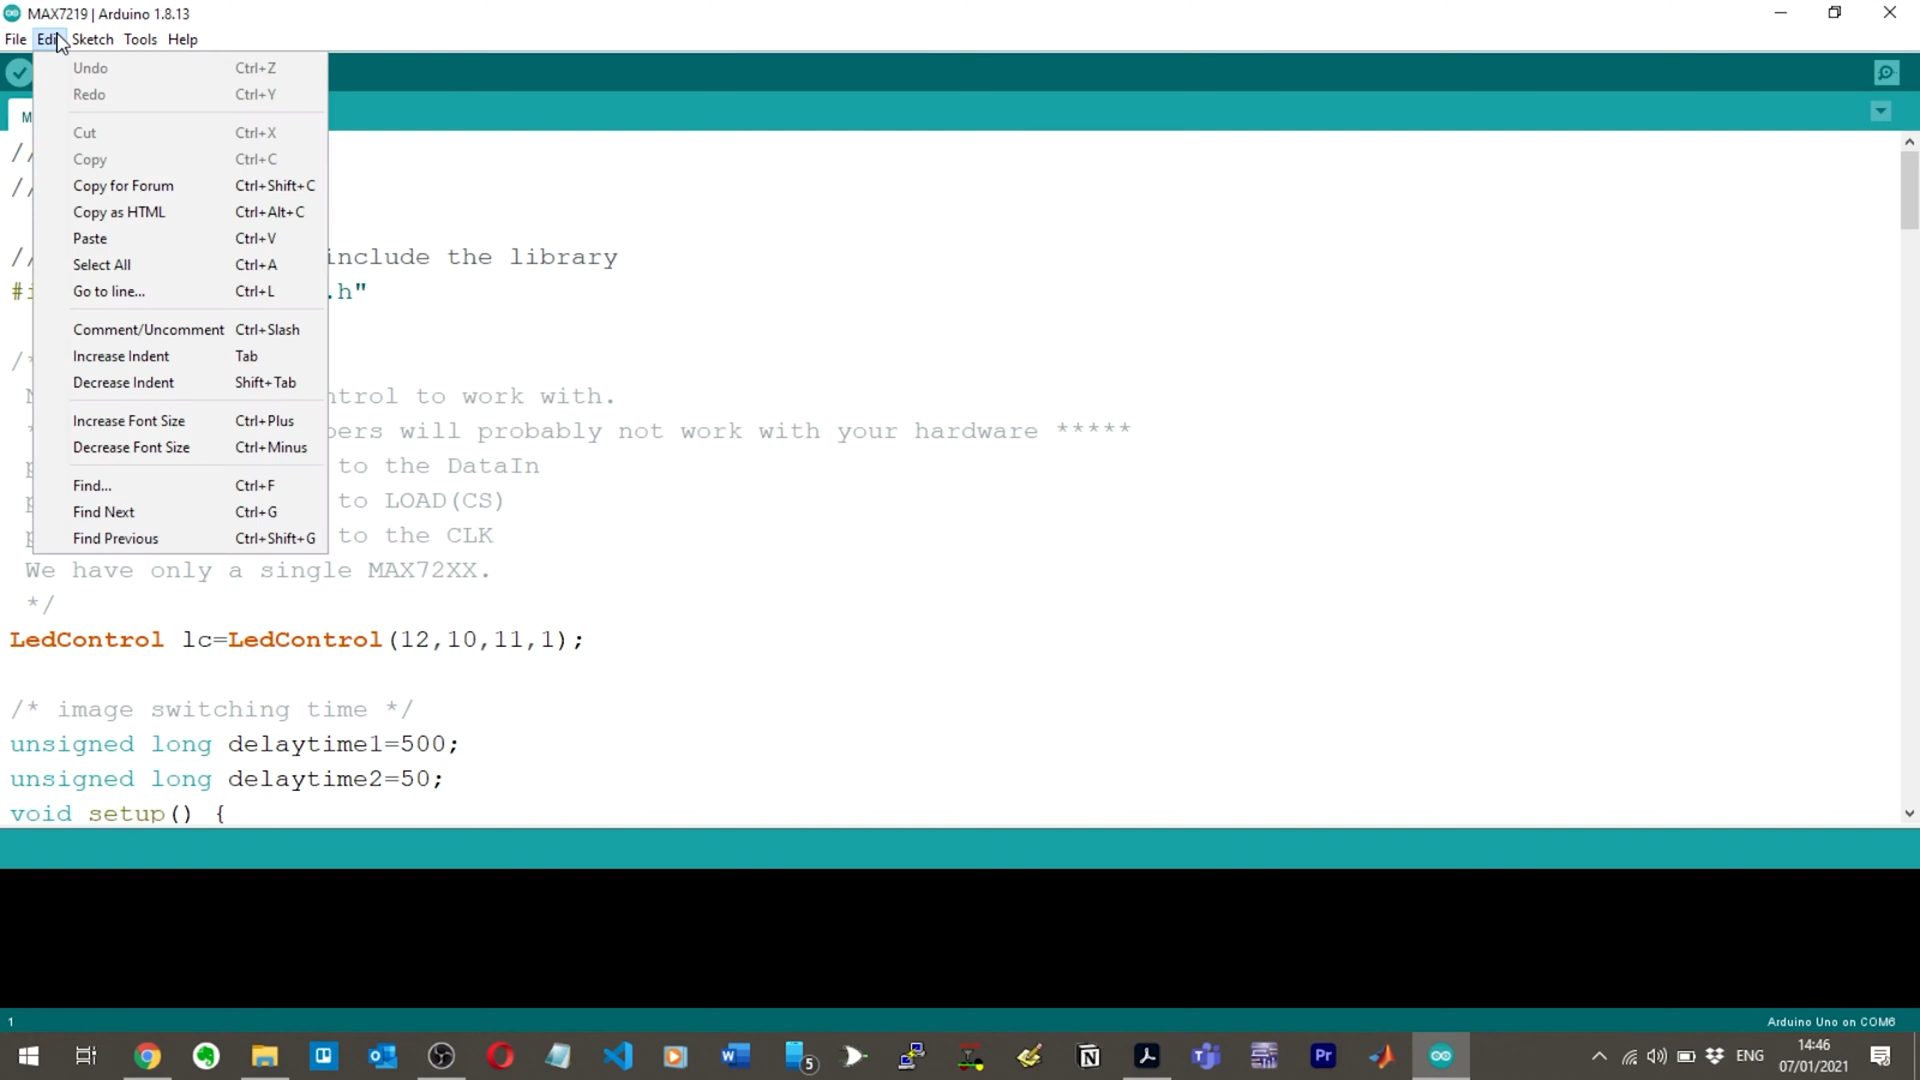 MAX7219 | Arduino 1.8.13
File Edit Sketch Tools Help
Undo Ctrl+Z
Redo Ctrl+Y
Cut Ctrl+X
Copy Ctrl+C
Copy for Forum Ctrl+Shift+C
Copy as HTML Ctrl+Alt+C
Paste Ctrl+V
Select All Ctrl+A
Go to line... Ctrl+L
Comment/Uncomment Ctrl+Slash
Increase Indent Tab
Decrease Indent Shift+Tab
Increase Font Size Ctrl+Plus
Decrease Font Size Ctrl+Minus
Find... Ctrl+F
Find Next Ctrl+G
Find Previous Ctrl+Shift+G
M
//
//
// include the library
#i .h"
/*
to work with.
will probably not work with your hardware *****
to the DataIn
to LOAD(CS)
to the CLK
We have only a single MAX72XX.
*/
LedControl lc=LedControl(12,10,11,1);
/* image switching time */
unsigned long delaytime1=500;
unsigned long delaytime2=50;
void setup() {
1
Arduino Uno on COM6
5
Pr
ENG
14:46
07/01/2021